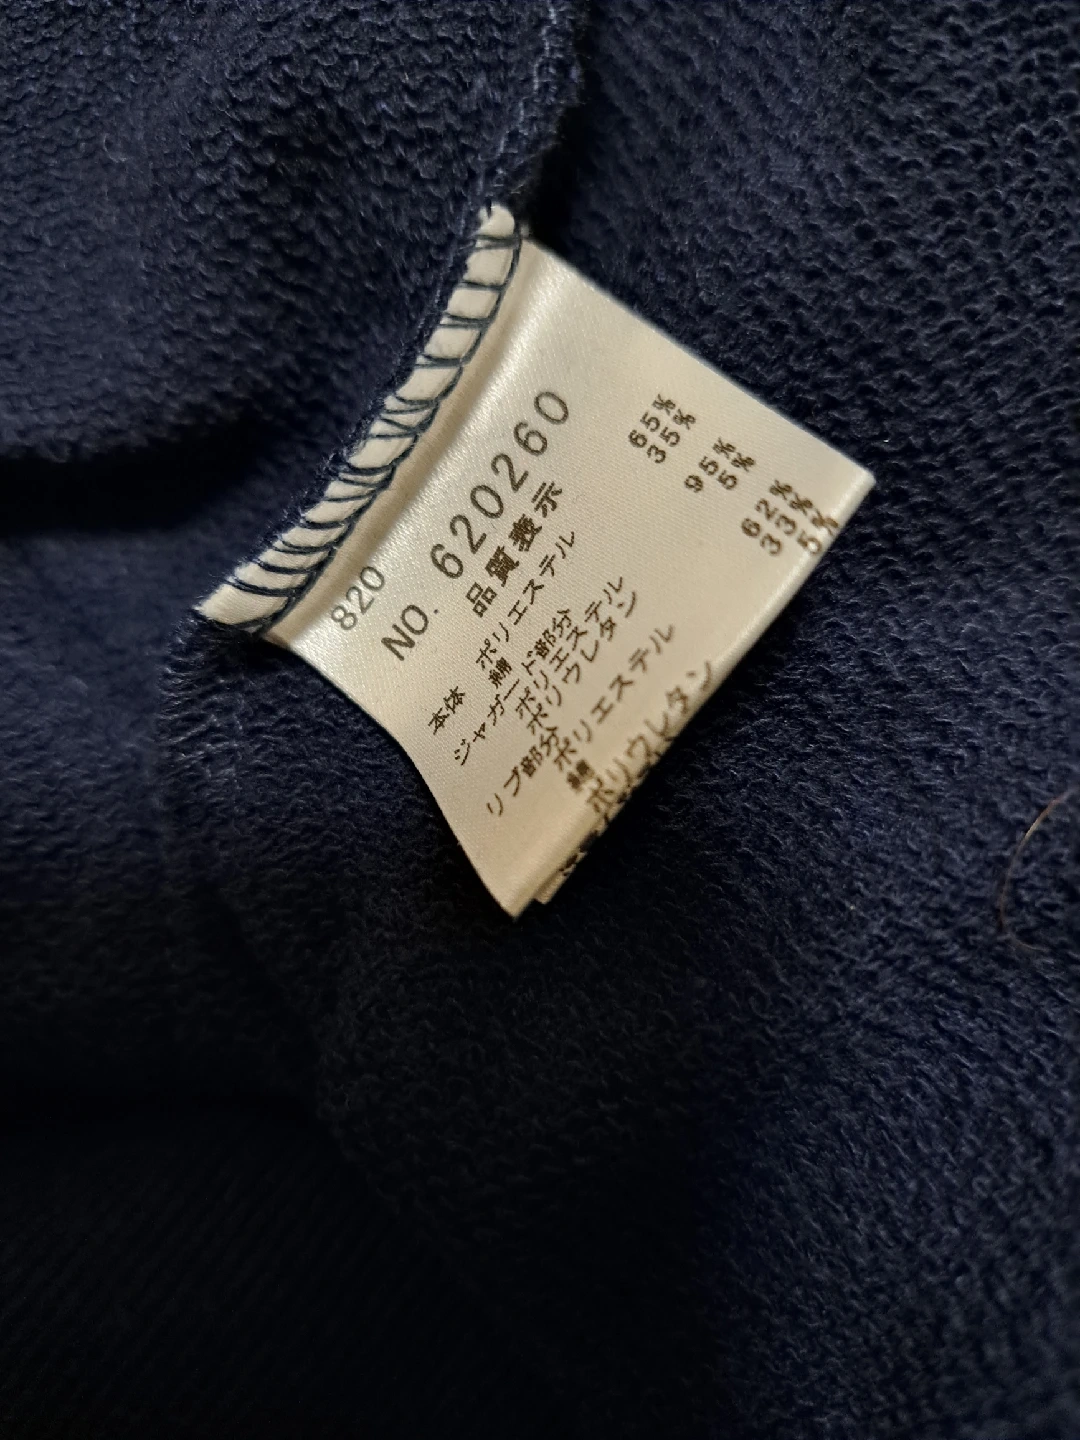 820
NO. 620260
品質表示
本体 ポリエステル 65%
綿 35%
ジャガード部分
ポリエステル 95%
ポリウレタン 5%
リブ部分
ポリエステル 62%
綿 33%
ポリウレタン 5%